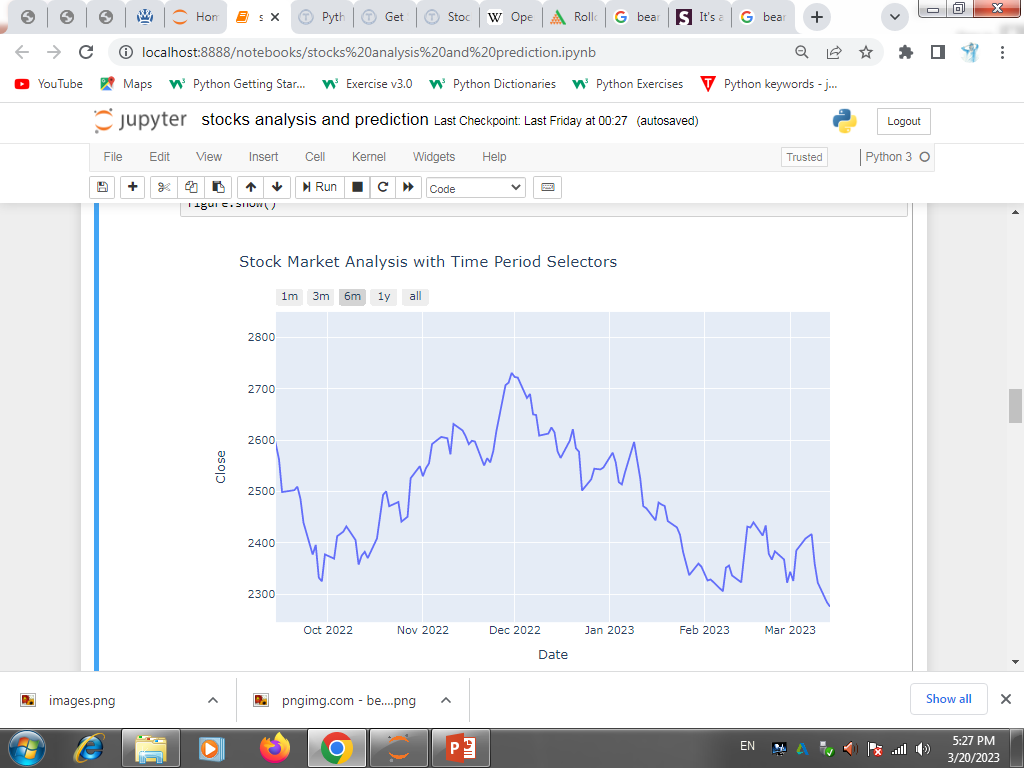 Hom
s
Pyth
Get
Stoc
W Ope
Rollo
G bear
S It's a
G bear
localhost:8888/notebooks/stocks%20analysis%20and%20prediction.ipynb
YouTube
Maps
Python Getting Star...
Exercise v3.0
Python Dictionaries
Python Exercises
Python keywords - j...
jupyter stocks analysis and prediction Last Checkpoint: Last Friday at 00:27 (autosaved)
Logout
File Edit View Insert Cell Kernel Widgets Help
Trusted
Python 3
Run
Code
figure.show()
Stock Market Analysis with Time Period Selectors
1m 3m 6m 1y all
2800
2700
2600
2500
2400
2300
Close
Oct 2022 Nov 2022 Dec 2022 Jan 2023 Feb 2023 Mar 2023
Date
images.png
pngimg.com - be....png
Show all
EN
5:27 PM
3/20/2023